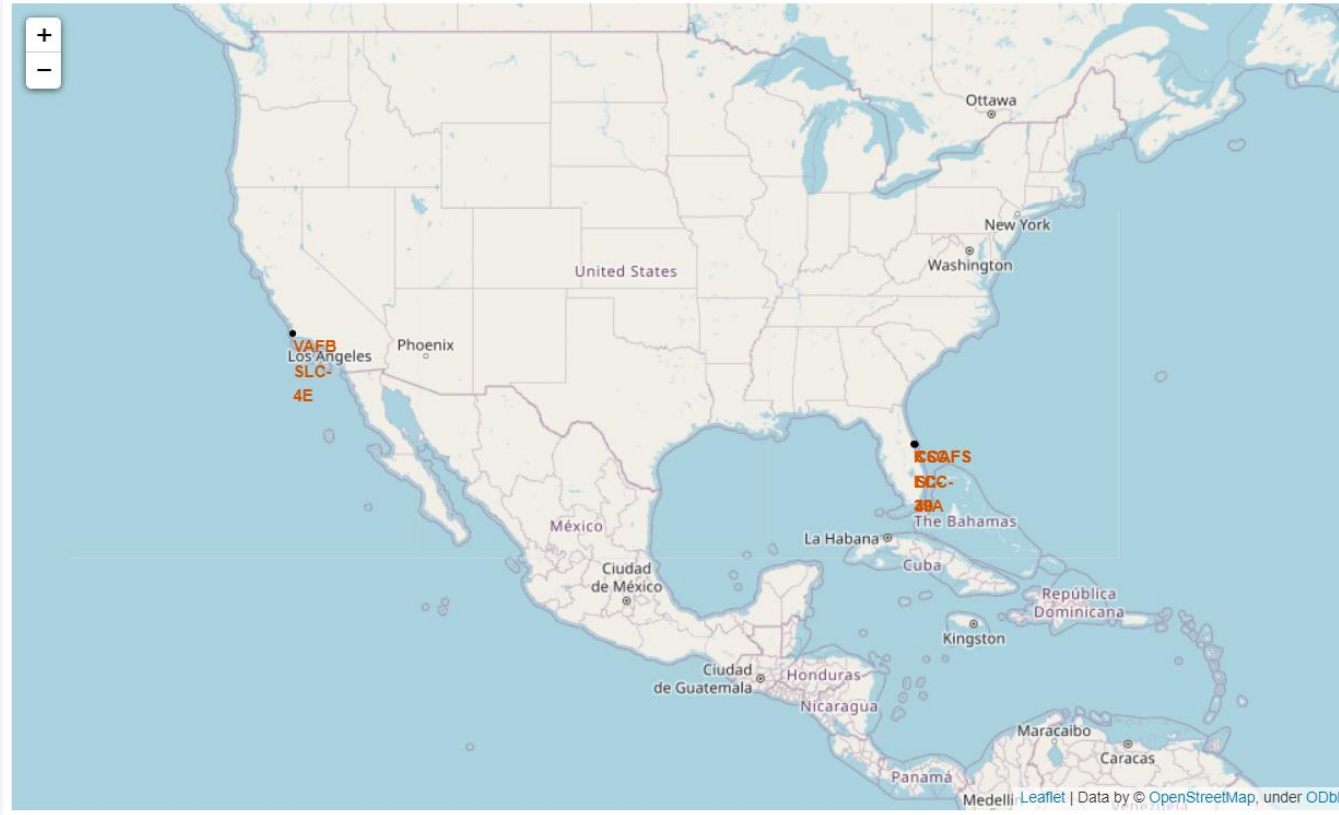 +
−
Ottawa
New York
Washington
United States
Phoenix
VAFB
Los Angeles
SLC-
4E
The Bahamas
México
La Habana
Cuba
Ciudad
de México
República
Dominicana
Kingston
Ciudad
de Guatemala
Honduras
Nicaragua
Maracaibo
Caracas
Panamá
Leaflet | Data by © OpenStreetMap, under